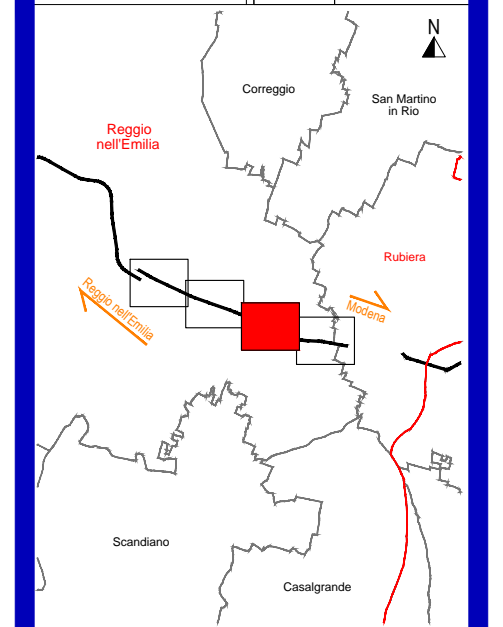 N
Correggio
San Martino
in Rio
Reggio
nell'Emilia
Rubiera
Reggio nell'Emilia
Modena
Scandiano
Casalgrande